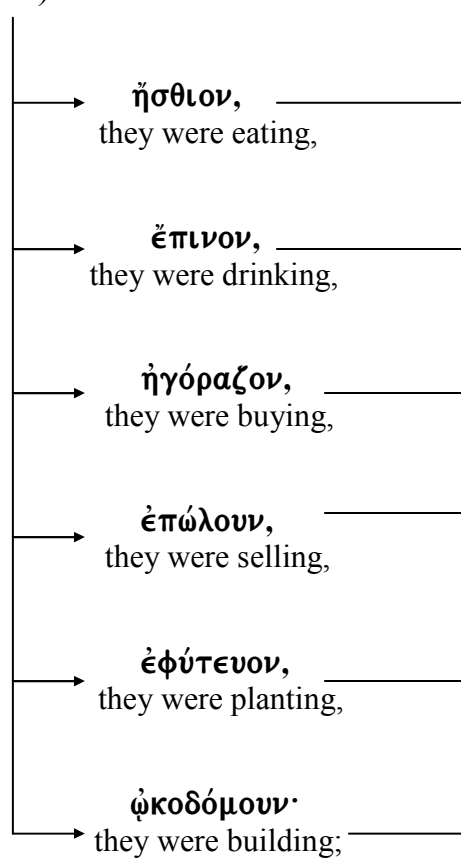 )
ἤσθιον,
they were eating,
ἔπινον,
they were drinking,
ἠγόραζον,
they were buying,
ἐπώλουν,
they were selling,
ἐφύτευον,
they were planting,
ᾠκοδόμουν·
they were building;